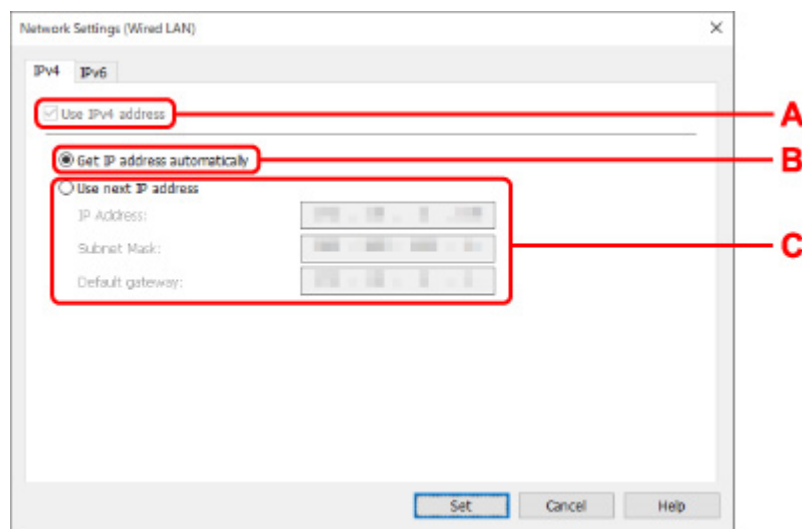 Network Settings (Wired LAN)
IPv4 IPv6
Use IPv4 address
A
Get IP address automatically
B
Use next IP address
IP Address:
Subnet Mask:
C
Default gateway:
Set Cancel Help